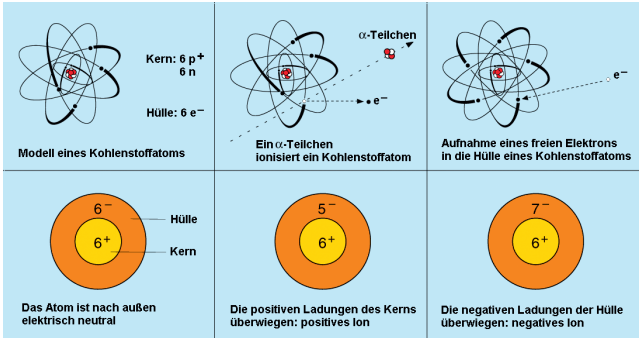 Kern: 6 p⁺
6 n
Hülle: 6 e⁻
Modell eines Kohlenstoffatoms
α-Teilchen
e⁻
Ein α-Teilchen
ionisiert ein Kohlenstoffatom
e⁻
Aufnahme eines freien Elektrons
in die Hülle eines Kohlenstoffatoms
6⁻
6⁺
Hülle
Kern
Das Atom ist nach außen
elektrisch neutral
5⁻
6⁺
Die positiven Ladungen des Kerns
überwiegen: positives Ion
7⁻
6⁺
Die negativen Ladungen der Hülle
überwiegen: negatives Ion